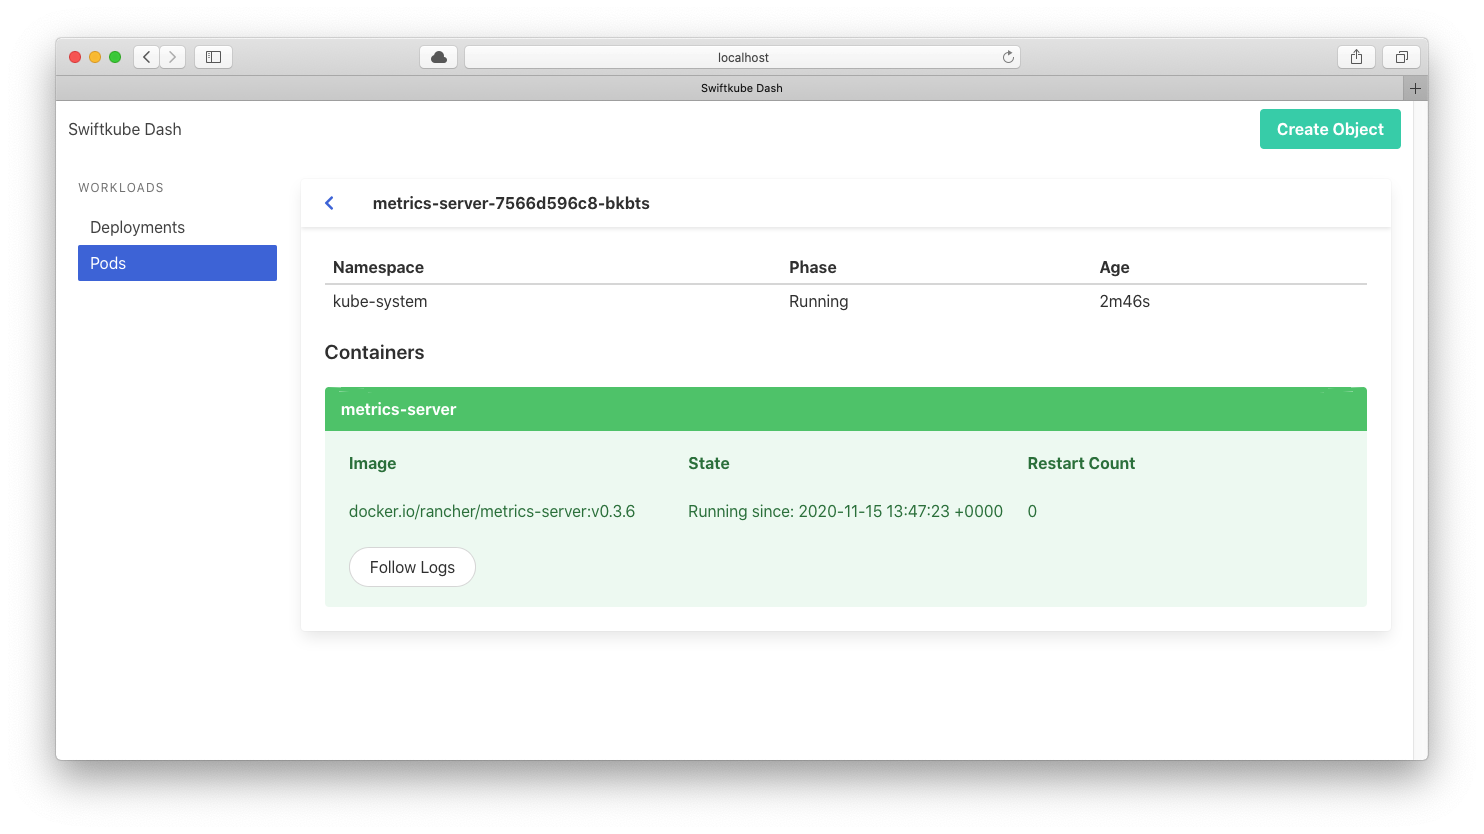 localhost
Swiftkube Dash
Swiftkube Dash
Create Object
WORKLOADS
Deployments
Pods
metrics-server-7566d596c8-bkbts
Namespace Phase Age
kube-system Running 2m46s
Containers
metrics-server
Image State Restart Count
docker.io/rancher/metrics-server:v0.3.6 Running since: 2020-11-15 13:47:23 +0000 0
Follow Logs